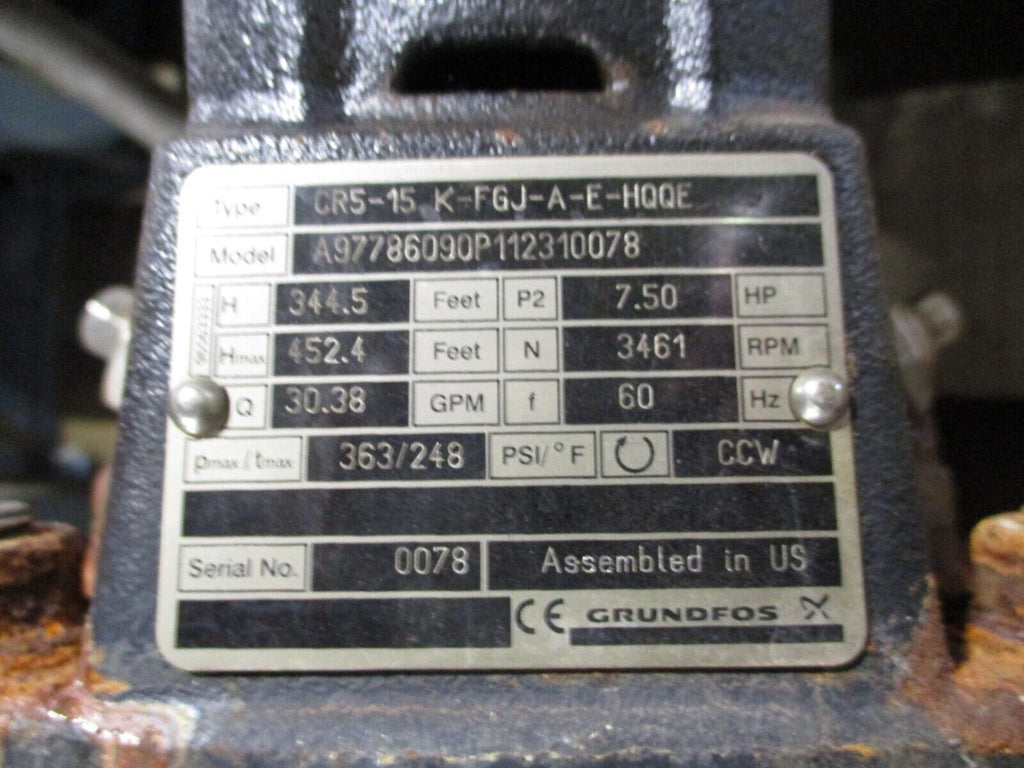 Type CR5-15 K-FGJ-A-E-HQQE
Model A97786090P112310078
H 344.5 Feet P2 7.50 HP
Hmax 452.4 Feet N 3461 RPM
Q 30.38 GPM f 60 Hz
pmax/tmax 363/248 PSI/°F CCW
Serial No. 0078 Assembled in US
CE GRUNDFOS